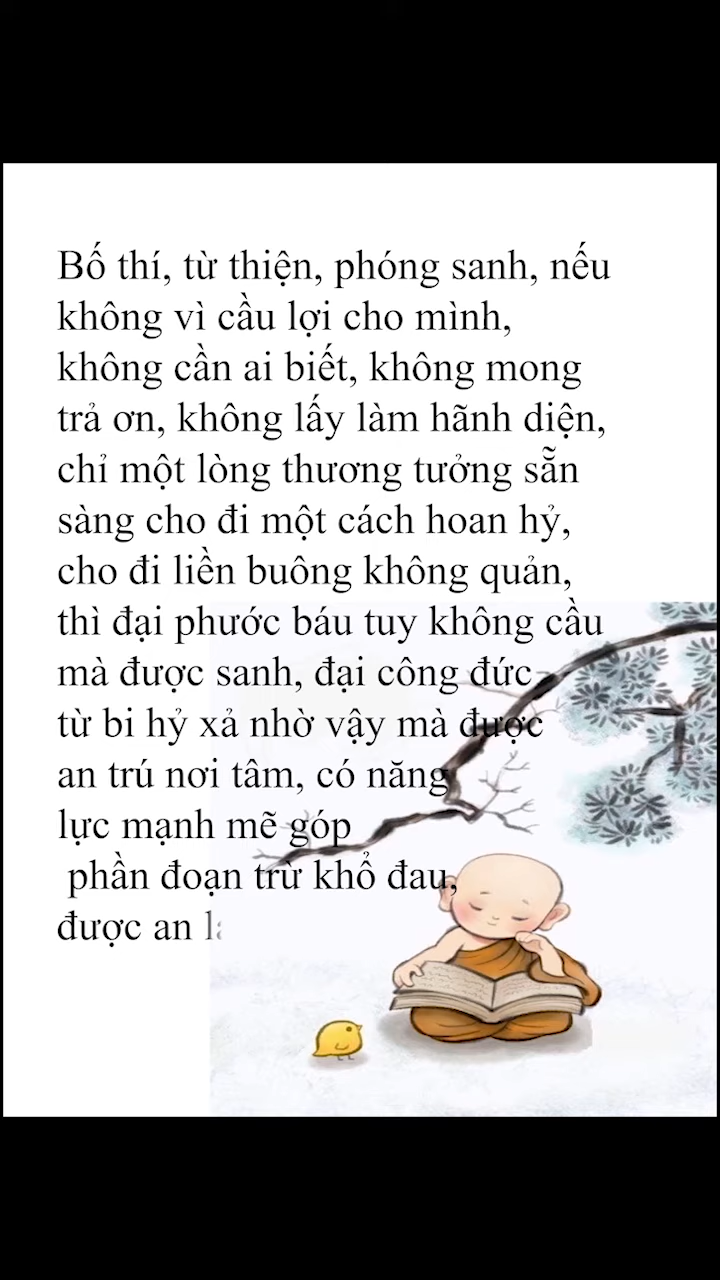 Bố thí, từ thiện, phóng sanh, nếu
không vì cầu lợi cho mình,
không cần ai biết, không mong
trả ơn, không lấy làm hãnh diện,
chỉ một lòng thương tưởng sẵn
sàng cho đi một cách hoan hỷ,
cho đi liền buông không quản,
thì đại phước báu tuy không cầu
mà được sanh, đại công đức
từ bi hỷ xả nhờ vậy mà được
an trú nơi tâm, có năng
lực mạnh mẽ góp
phần đoạn trừ khổ đau,
được an